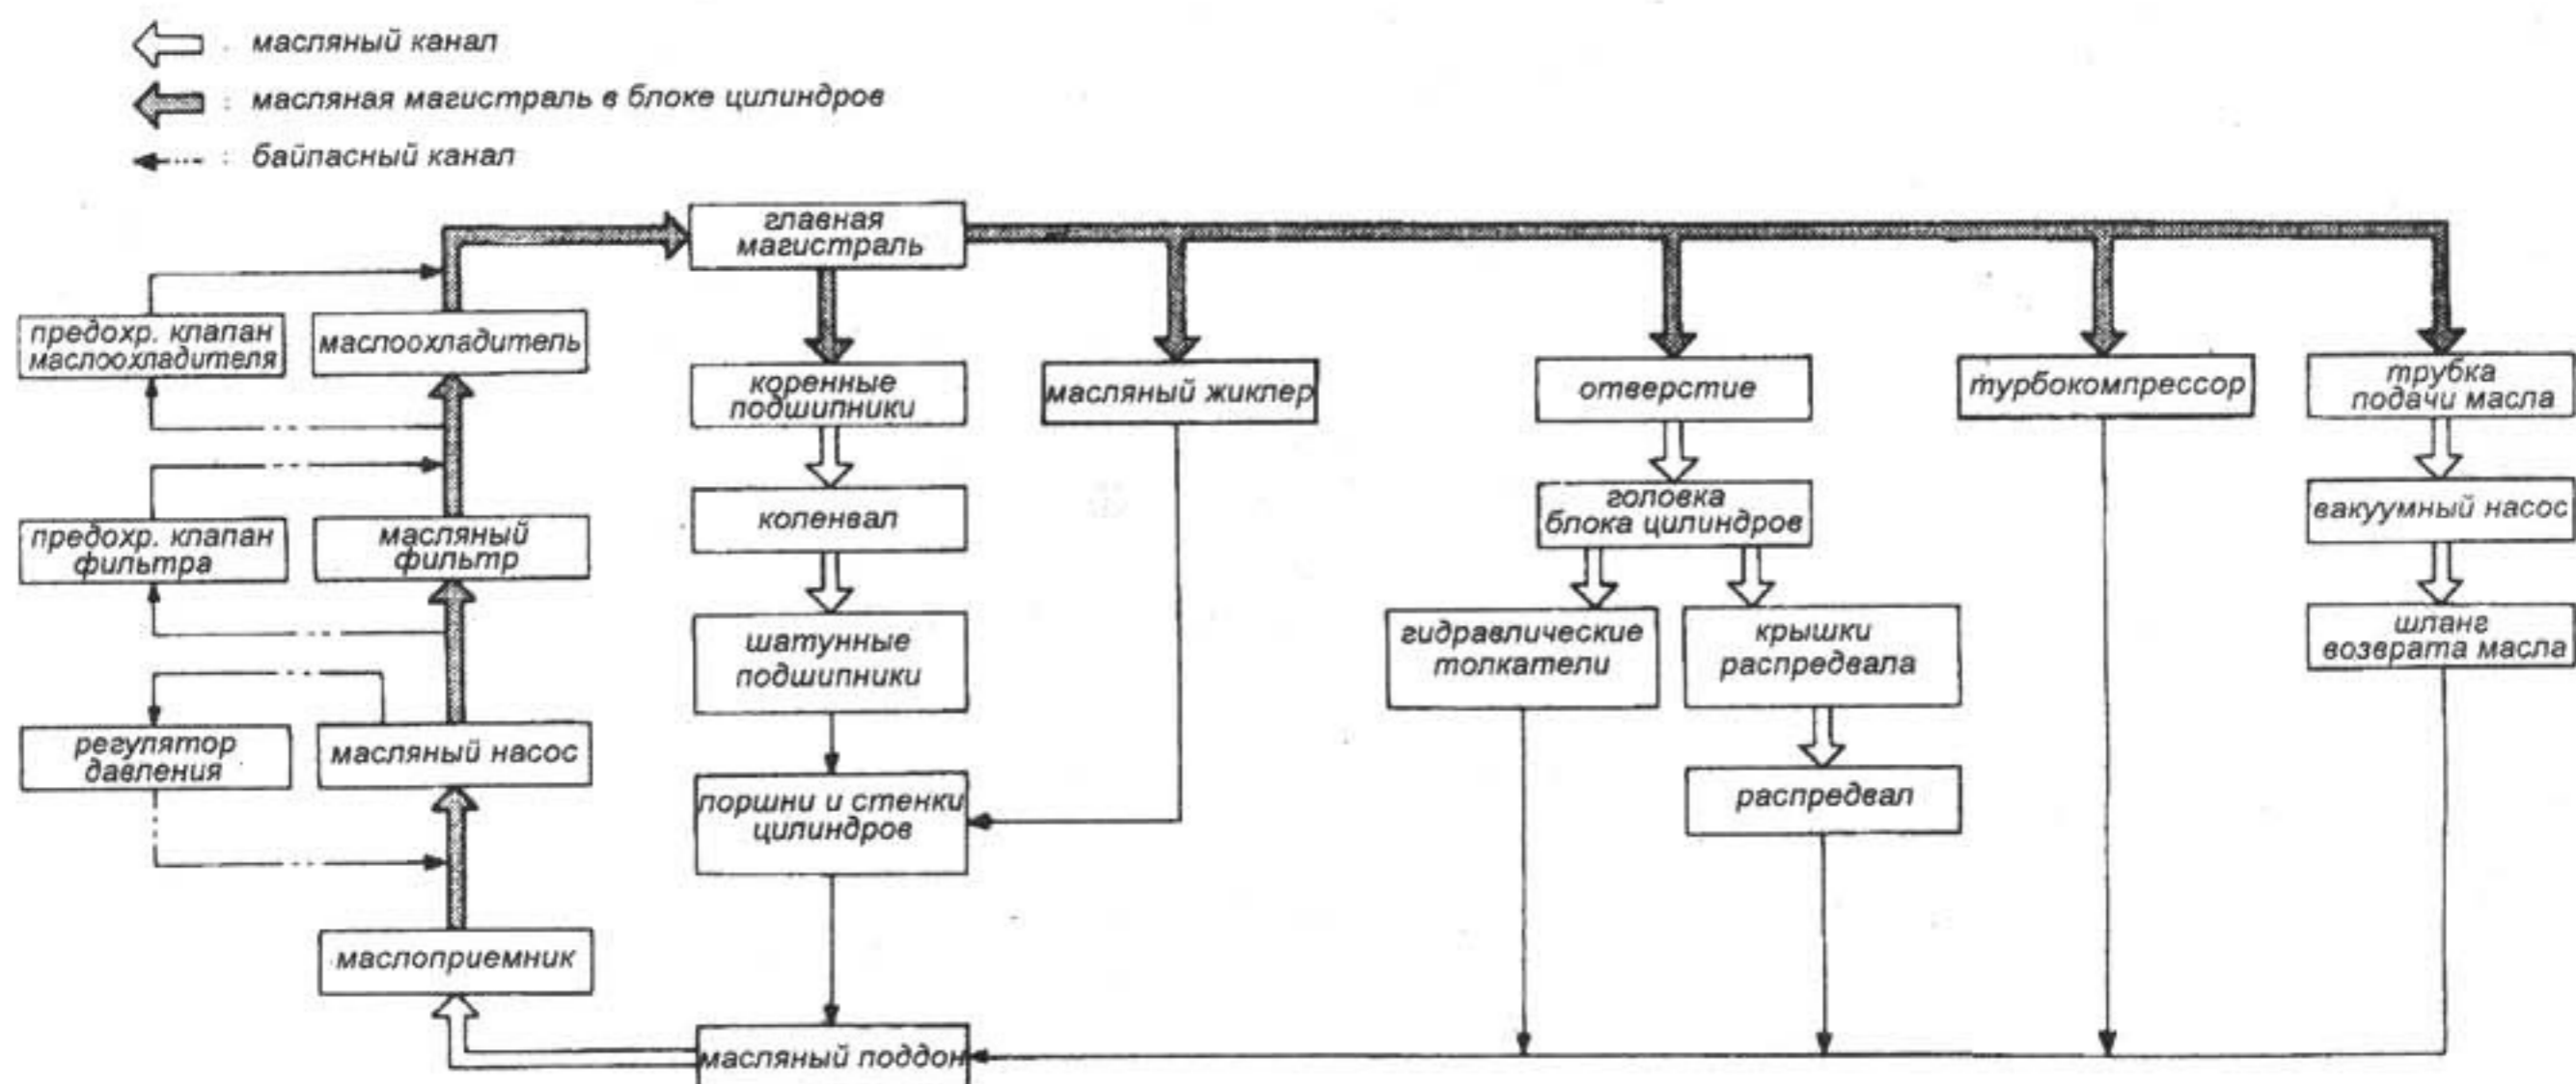 масляный канал
: масляная магистраль в блоке цилиндров
: байпасный канал
главная
магистраль
предохр. клапан
маслоохладителя
маслоохладитель
коренные
подшипники
масляный жиклер
отверстие
турбокомпрессор
трубка
подачи масла
предохр. клапан
фильтра
масляный
фильтр
коленвал
головка
блока цилиндров
вакуумный насос
шатунные
подшипники
гидравлические
толкатели
крышки
распредвала
шланг
возврата масла
регулятор
давления
масляный насос
поршни и стенки
цилиндров
распредвал
маслоприемник
масляный поддон